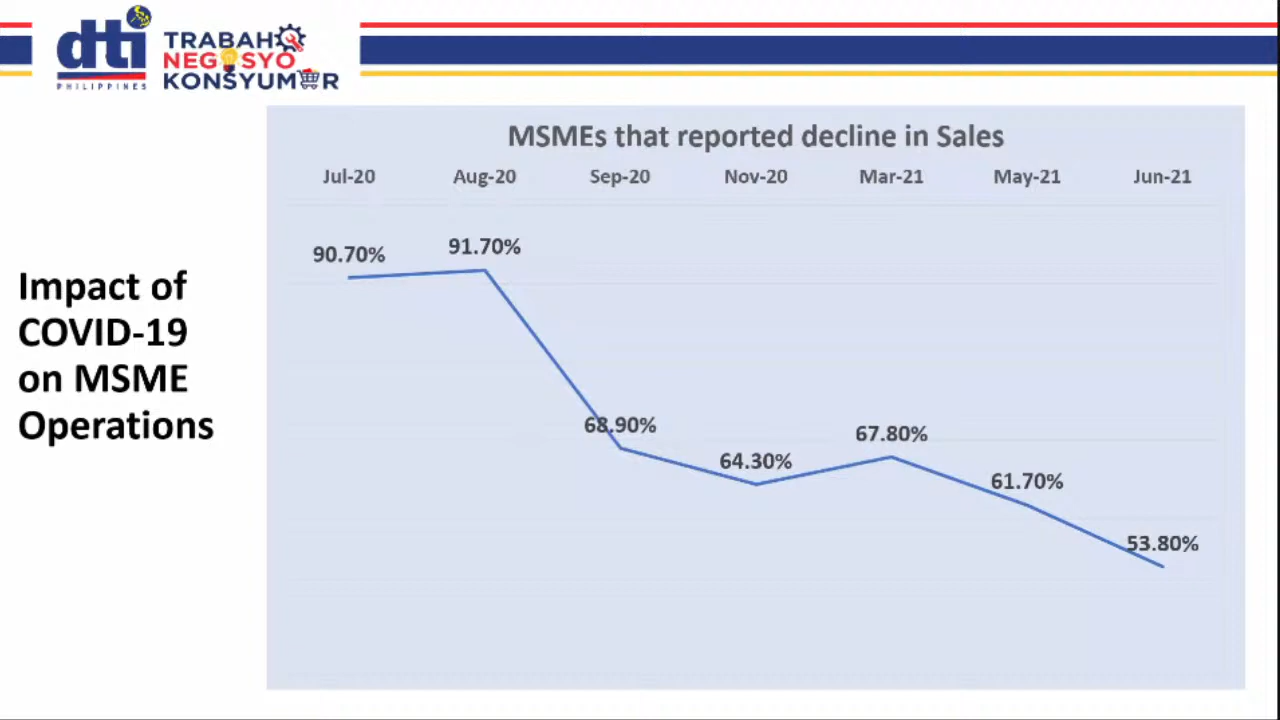 dti
PHILIPPINES
TRABAHO
NEGOSYO
KONSYUMER
MSMEs that reported decline in Sales
Jul-20 Aug-20 Sep-20 Nov-20 Mar-21 May-21 Jun-21
90.70% 91.70% 68.90% 64.30% 67.80% 61.70% 53.80%
Impact of
COVID-19
on MSME
Operations